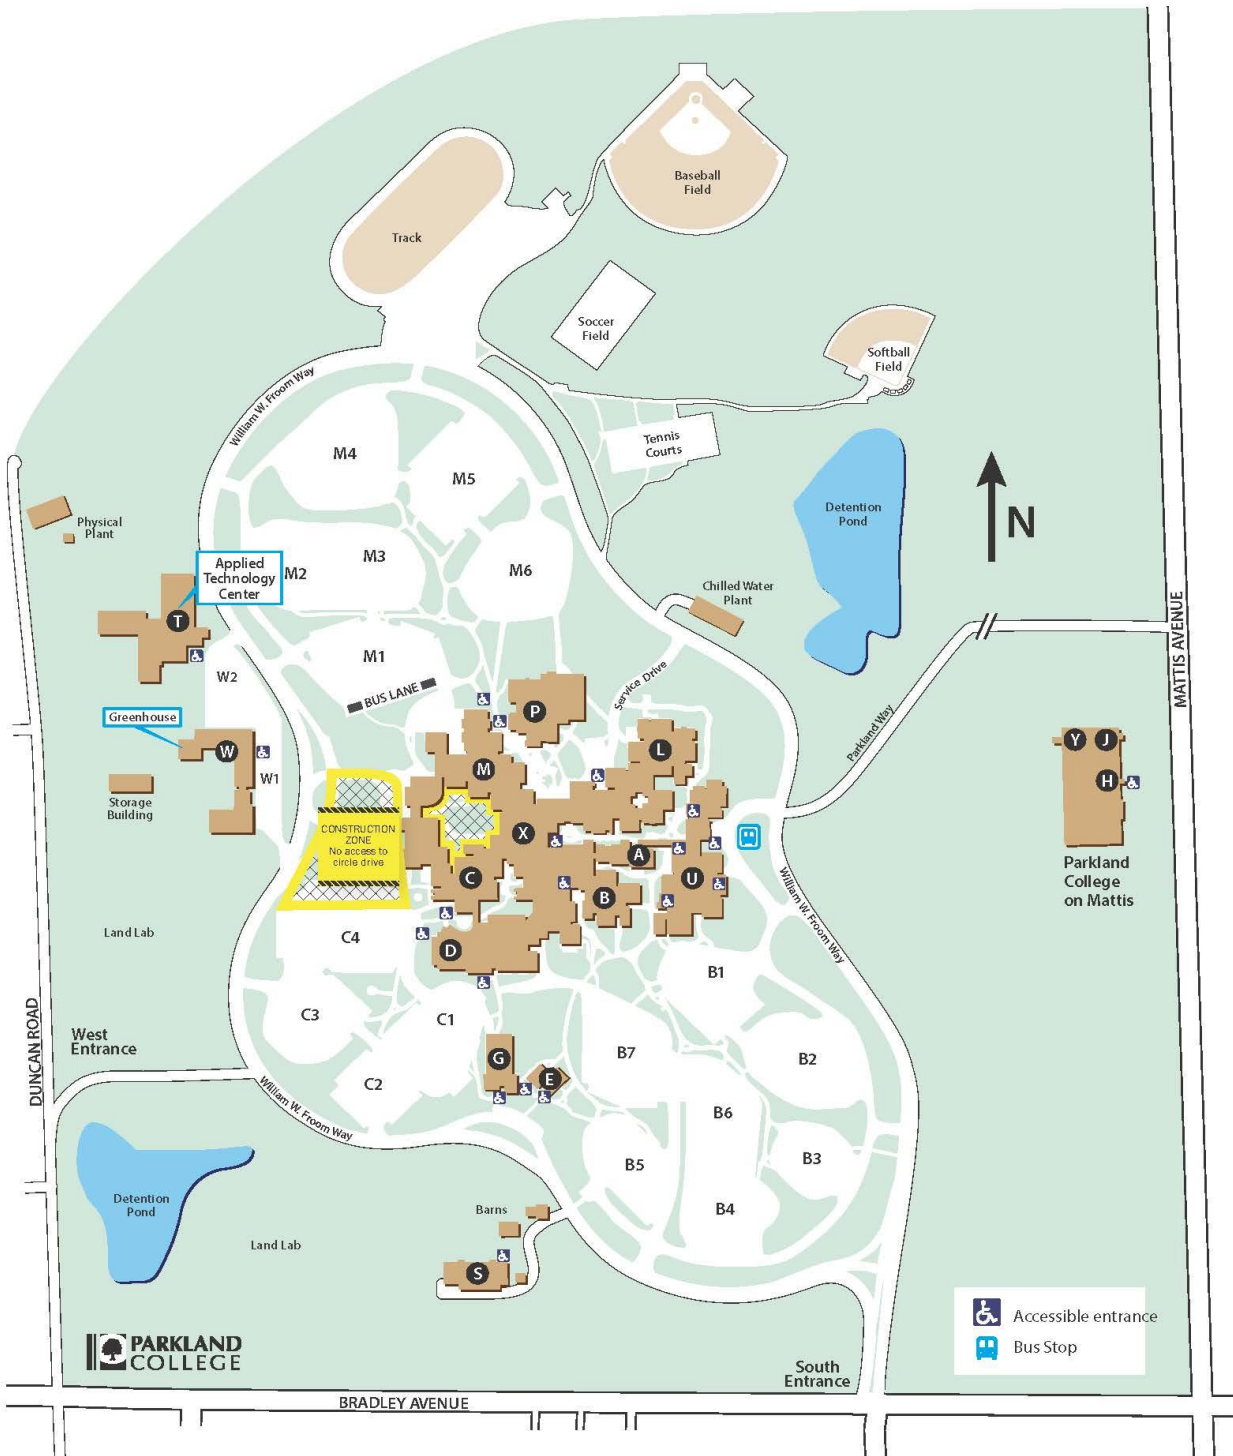 Baseball
Field
Track
Soccer
Field
Softball
Field
William W. Froom Way
Tennis
Courts
M4
M5
Detention
Pond
N
Physical
Plant
Applied
Technology
Center
M2
M3
M6
Chilled Water
Plant
MATTIS AVENUE
T
M1
W2
BUS LANE
Service Drive
Parkland Way
Greenhouse
P
W
L
Y
J
M
H
W1
Storage
Building
CONSTRUCTION
ZONE
No access to
circle drive
X
A
Parkland
College
on Mattis
C
U
B
William W. Froom Way
Land Lab
C4
D
B1
C3
C1
DUNCAN ROAD
West
Entrance
G
B7
B2
E
C2
B6
William W. Froom Way
B5
B3
Detention
Pond
Barns
B4
Land Lab
S
Accessible entrance
Bus Stop
PARKLAND
COLLEGE
South
Entrance
BRADLEY AVENUE